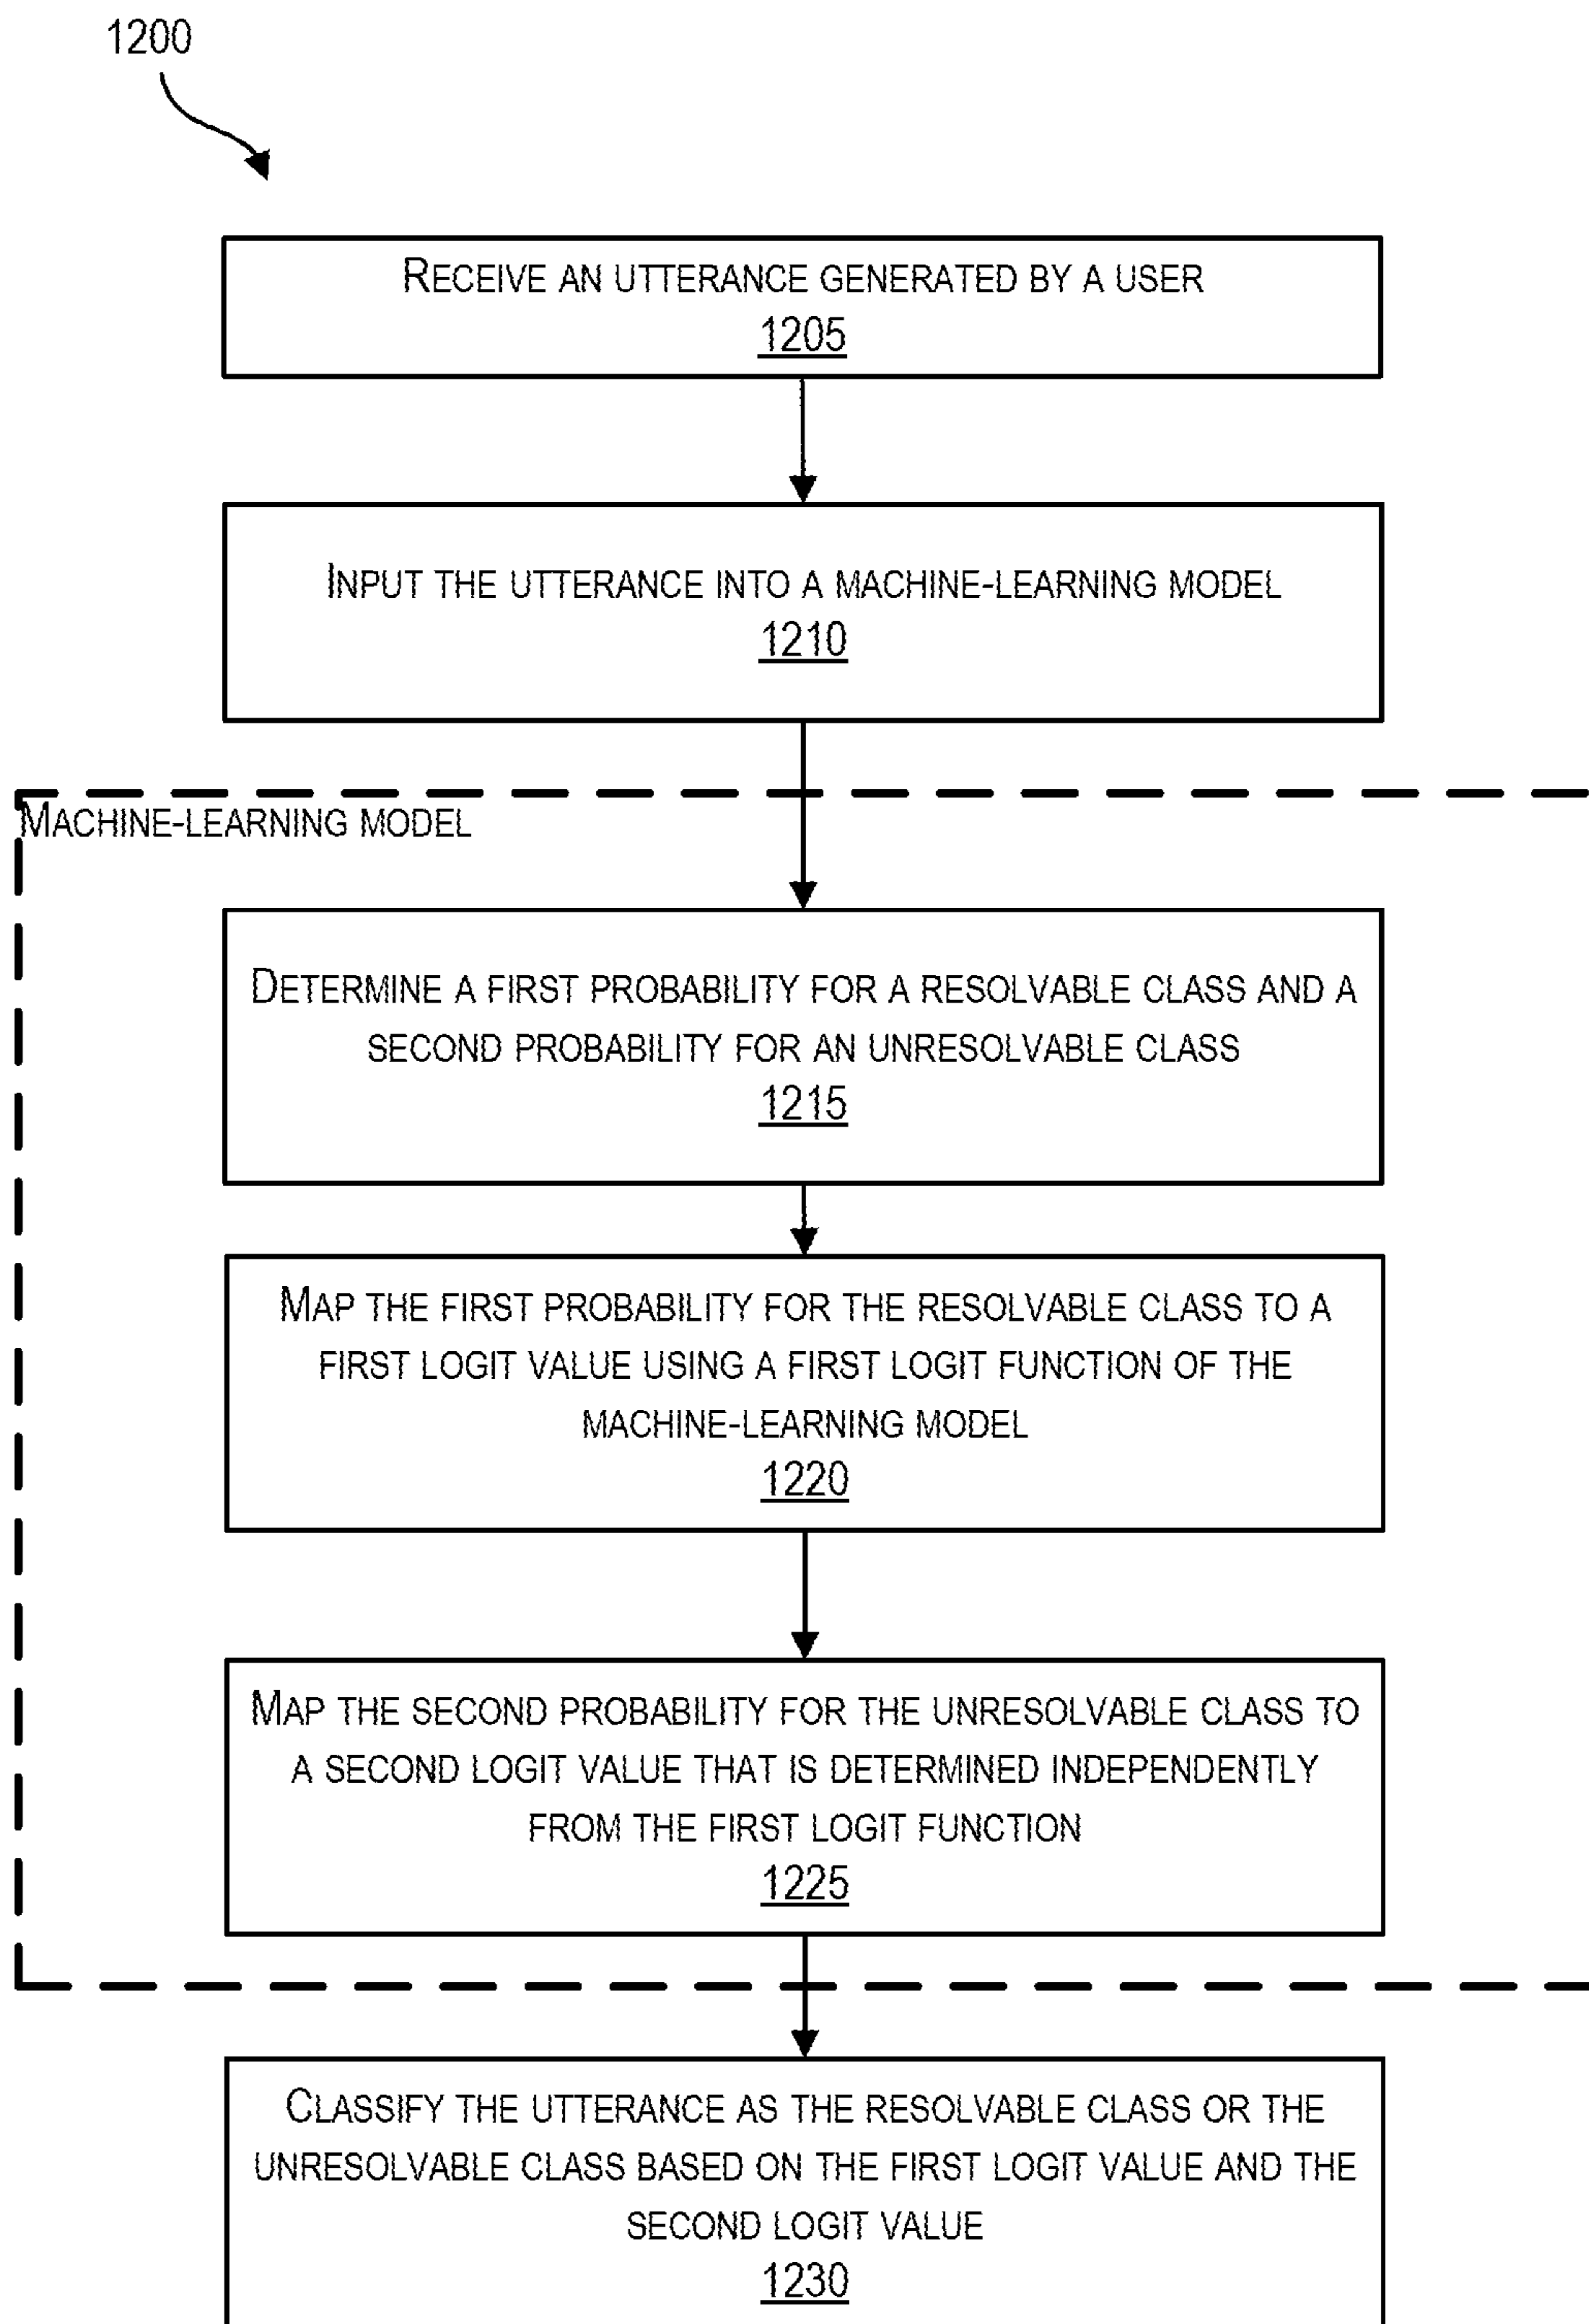 1200
RECEIVE AN UTTERANCE GENERATED BY A USER
1205
INPUT THE UTTERANCE INTO A MACHINE-LEARNING MODEL
1210
MACHINE-LEARNING MODEL
DETERMINE A FIRST PROBABILITY FOR A RESOLVABLE CLASS AND A
SECOND PROBABILITY FOR AN UNRESOLVABLE CLASS
1215
MAP THE FIRST PROBABILITY FOR THE RESOLVABLE CLASS TO A
FIRST LOGIT VALUE USING A FIRST LOGIT FUNCTION OF THE
MACHINE-LEARNING MODEL
1220
MAP THE SECOND PROBABILITY FOR THE UNRESOLVABLE CLASS TO
A SECOND LOGIT VALUE THAT IS DETERMINED INDEPENDENTLY
FROM THE FIRST LOGIT FUNCTION
1225
CLASSIFY THE UTTERANCE AS THE RESOLVABLE CLASS OR THE
UNRESOLVABLE CLASS BASED ON THE FIRST LOGIT VALUE AND THE
SECOND LOGIT VALUE
1230